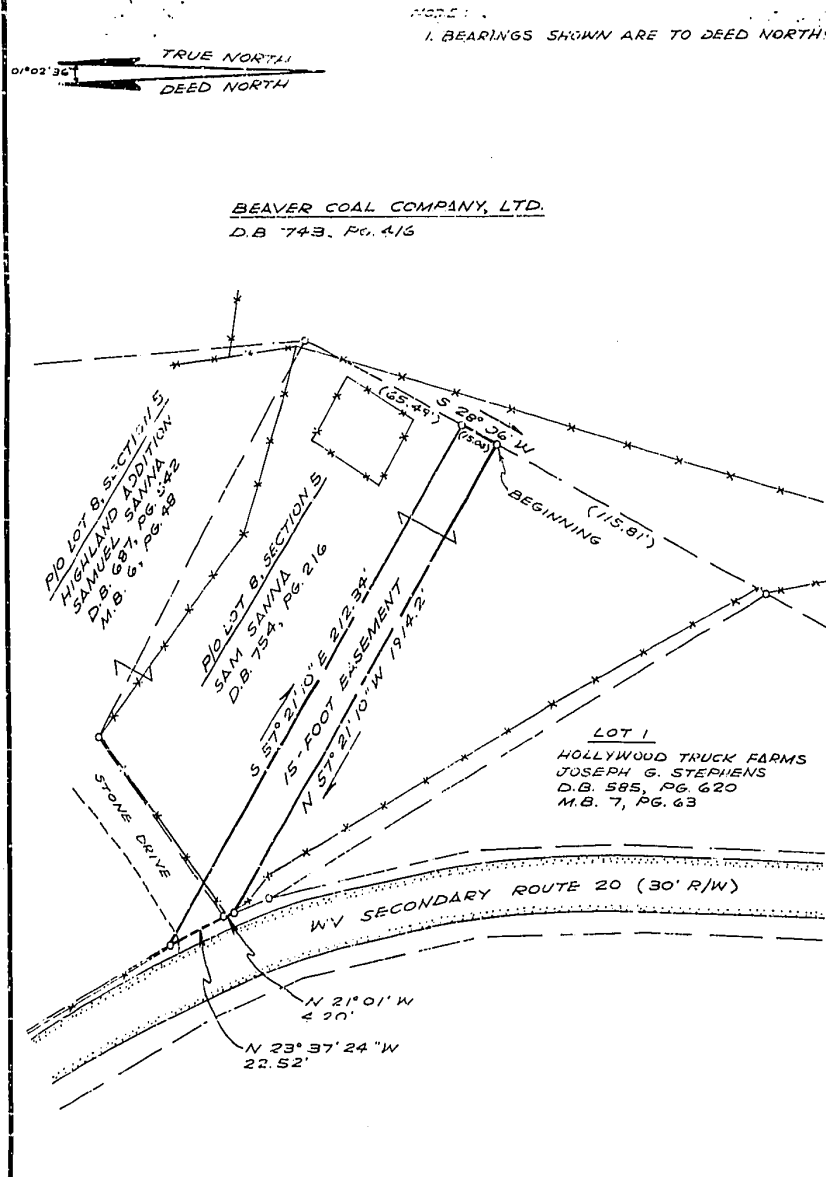 NOTE:
1. BEARINGS SHOWN ARE TO DEED NORTH
01°02'36"
TRUE NORTH
DEED NORTH
BEAVER COAL COMPANY, LTD.
D.B 743, PG. 416
(65.49')
S 28° 36' W
(15.04)
BEGINNING
(115.81')
P/O LOT 8, SECTION 5
HIGHLAND ADDITION
SAMUEL SANNA
D.B. 687, PG. 542
M.B. 6, PG. 48
P/O LOT 8, SECTION 5
SAM SANNA
D.B. 754, PG. 216
S 57° 21' 10" E 212.34'
15-FOOT EASEMENT
N 57° 21' 10" W 1914.2'
LOT 1
HOLLYWOOD TRUCK FARMS
JOSEPH G. STEPHENS
D.B. 585, PG. 620
M.B. 7, PG. 63
STONE DRIVE
WV SECONDARY ROUTE 20 (30' R/W)
N 21° 01' W
4.20'
N 23° 37' 24" W
22.52'